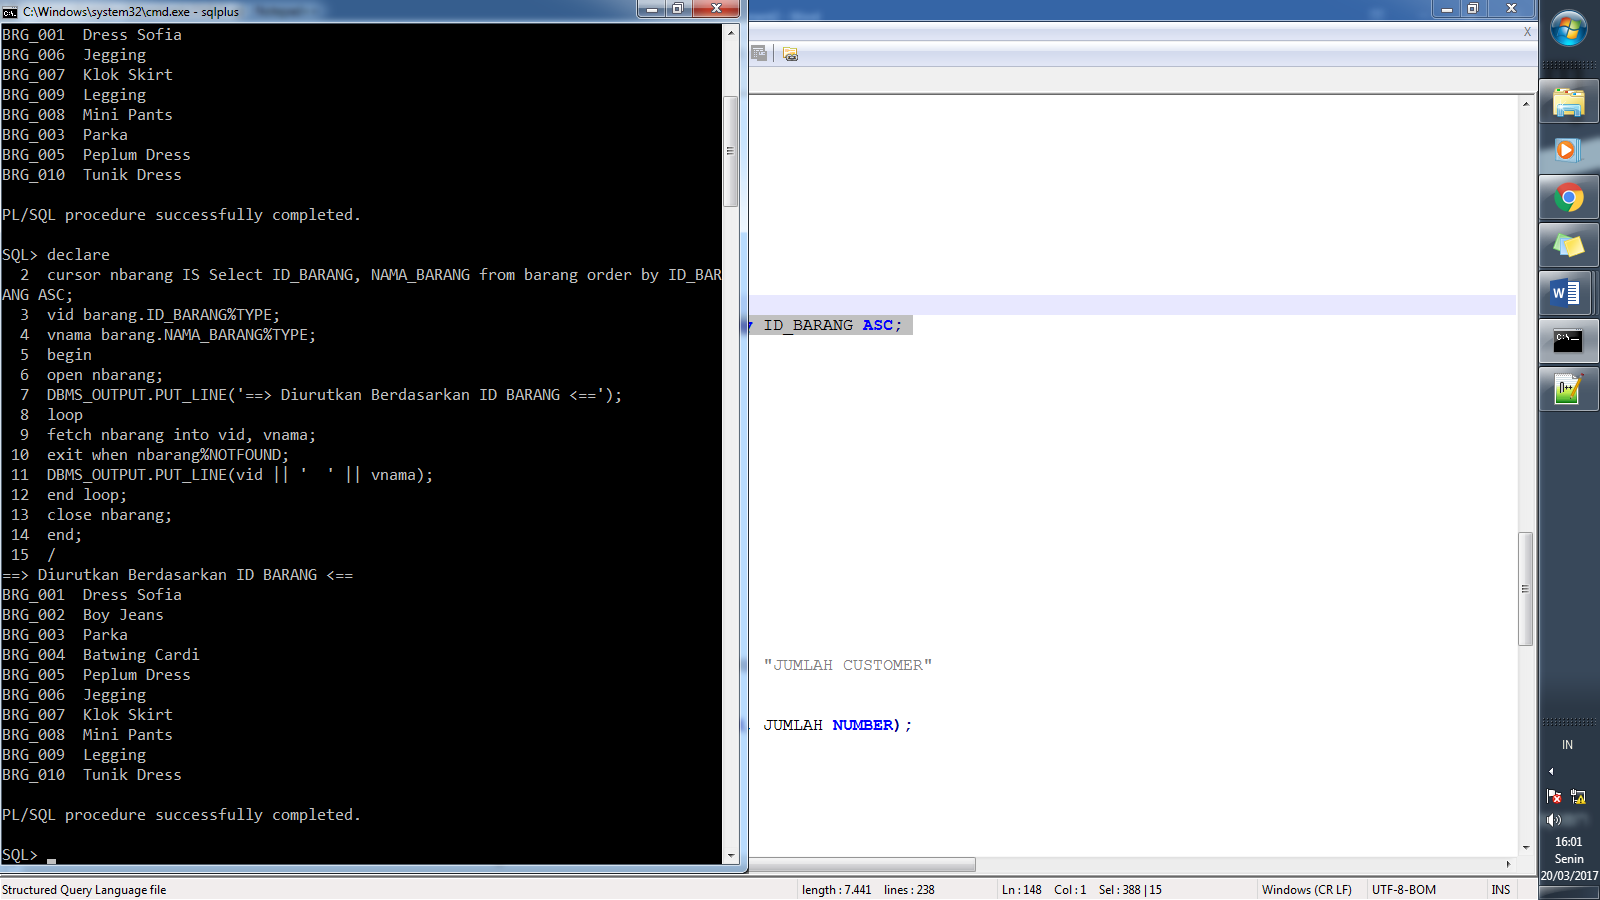 C:\Windows\system32\cmd.exe - sqlplus
BRG_001  Dress Sofia
BRG_006  Jegging
BRG_007  Klok Skirt
BRG_009  Legging
BRG_008  Mini Pants
BRG_003  Parka
BRG_005  Peplum Dress
BRG_010  Tunik Dress
PL/SQL procedure successfully completed.
SQL> declare
2  cursor nbarang IS Select ID_BARANG, NAMA_BARANG from barang order by ID_BAR
ANG ASC;
3  vid barang.ID_BARANG%TYPE;
4  vnama barang.NAMA_BARANG%TYPE;
5  begin
6  open nbarang;
7  DBMS_OUTPUT.PUT_LINE('==> Diurutkan Berdasarkan ID BARANG <==');
8  loop
9  fetch nbarang into vid, vnama;
10  exit when nbarang%NOTFOUND;
11  DBMS_OUTPUT.PUT_LINE(vid || '  ' || vnama);
12  end loop;
13  close nbarang;
14  end;
15  /
==> Diurutkan Berdasarkan ID BARANG <==
BRG_001  Dress Sofia
BRG_002  Boy Jeans
BRG_003  Parka
BRG_004  Batwing Cardi
BRG_005  Peplum Dress
BRG_006  Jegging
BRG_007  Klok Skirt
BRG_008  Mini Pants
BRG_009  Legging
BRG_010  Tunik Dress
PL/SQL procedure successfully completed.
SQL>
ID_BARANG ASC;
"JUMLAH CUSTOMER"
JUMLAH NUMBER);
Structured Query Language file
length : 7.441    lines : 238
Ln : 148    Col : 1    Sel : 388 | 15
Windows (CR LF)
UTF-8-BOM
INS
IN
16:01
Senin
20/03/2017